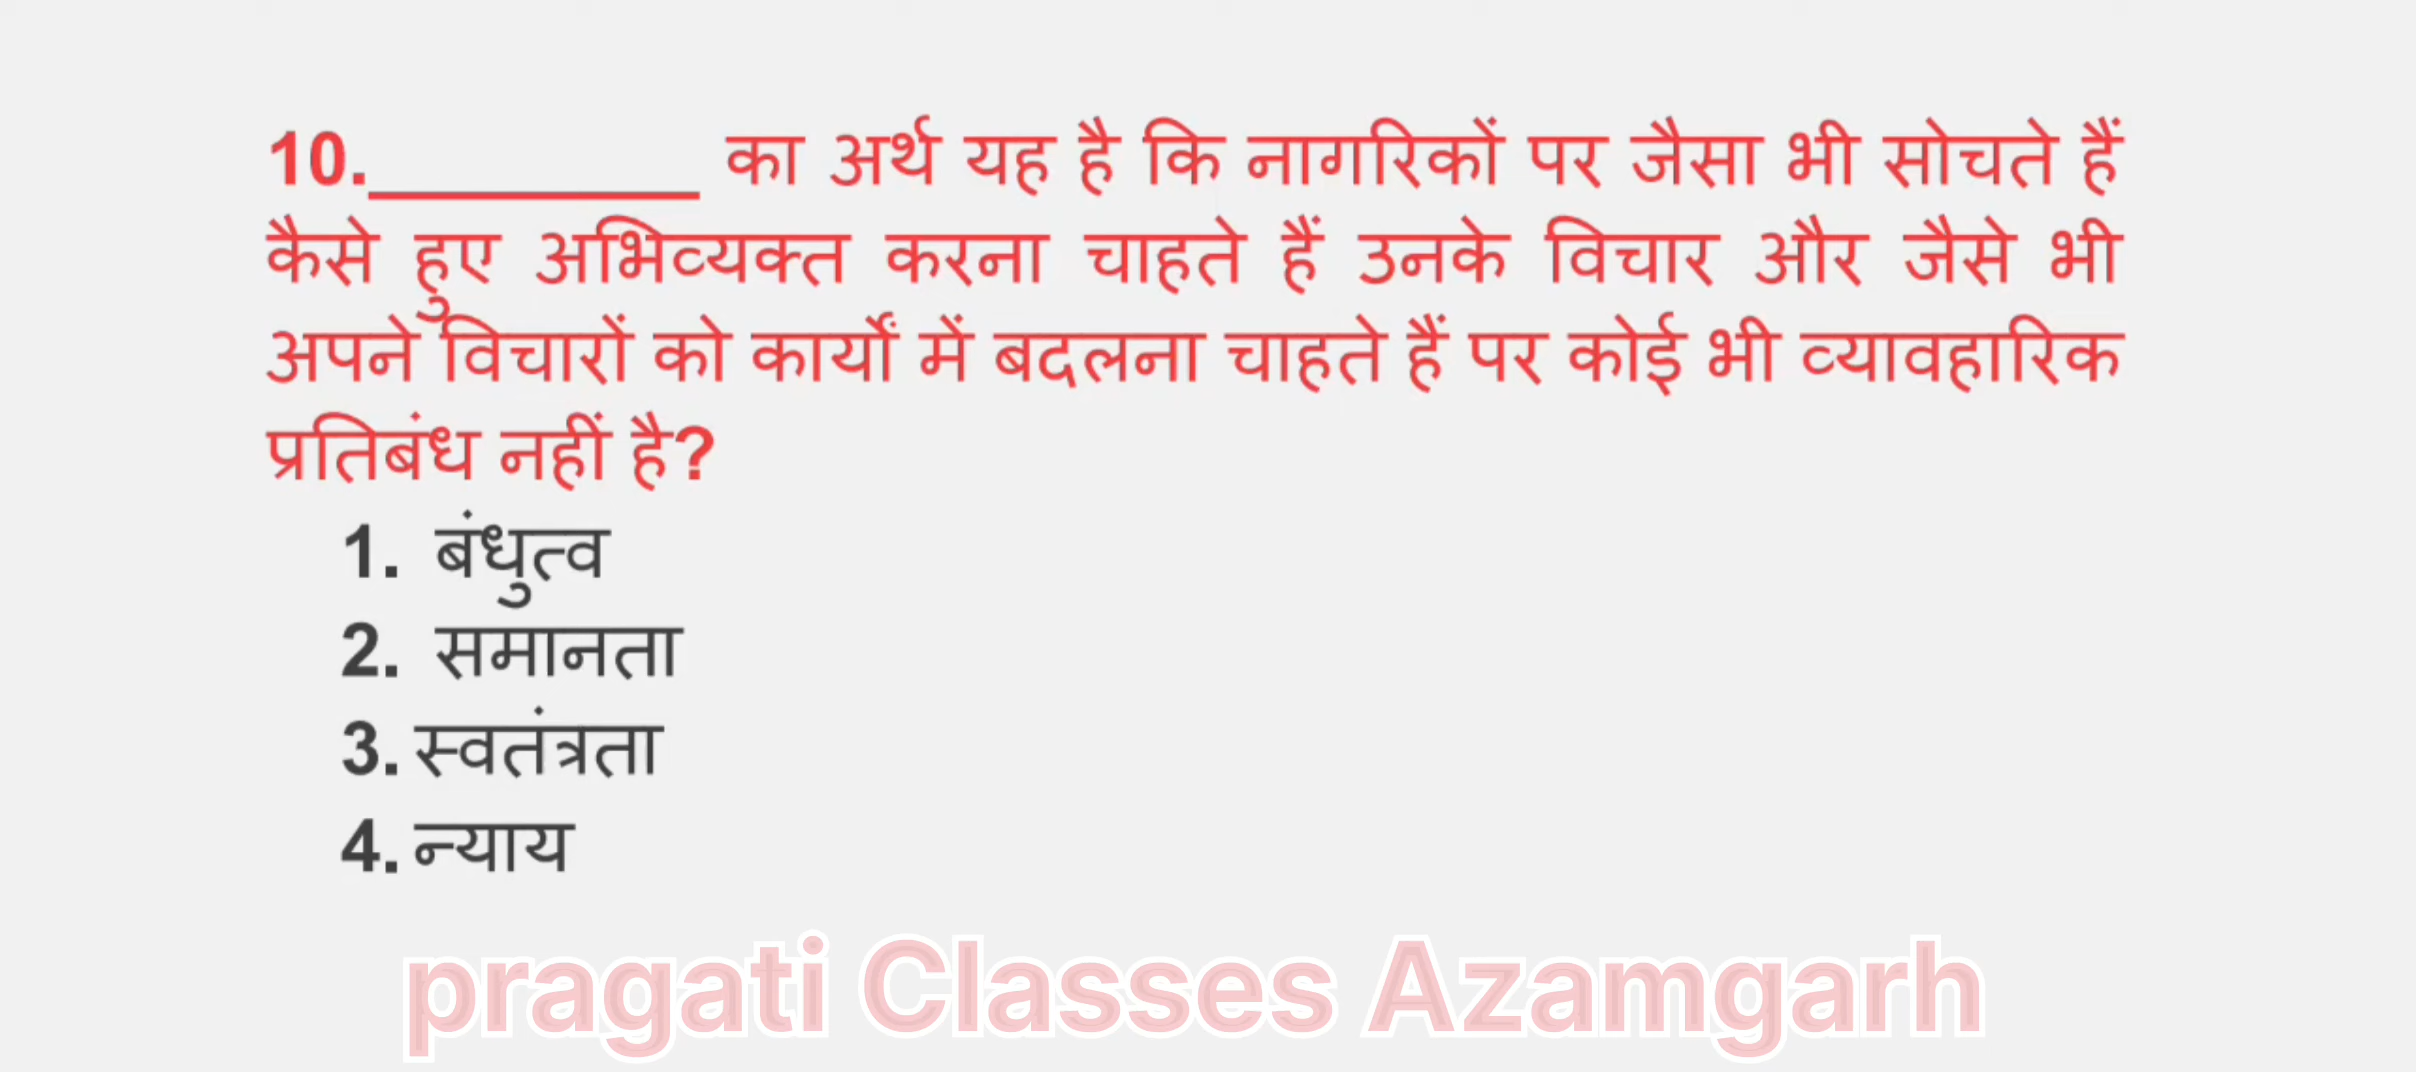 10._________ का अर्थ यह है कि नागरिकों पर जैसा भी सोचते हैं
कैसे हुए अभिव्यक्त करना चाहते हैं उनके विचार और जैसे भी
अपने विचारों को कार्यों में बदलना चाहते हैं पर कोई भी व्यावहारिक
प्रतिबंध नहीं है?
1. बंधुत्व
2. समानता
3. स्वतंत्रता
4. न्याय
pragati Classes Azamgarh